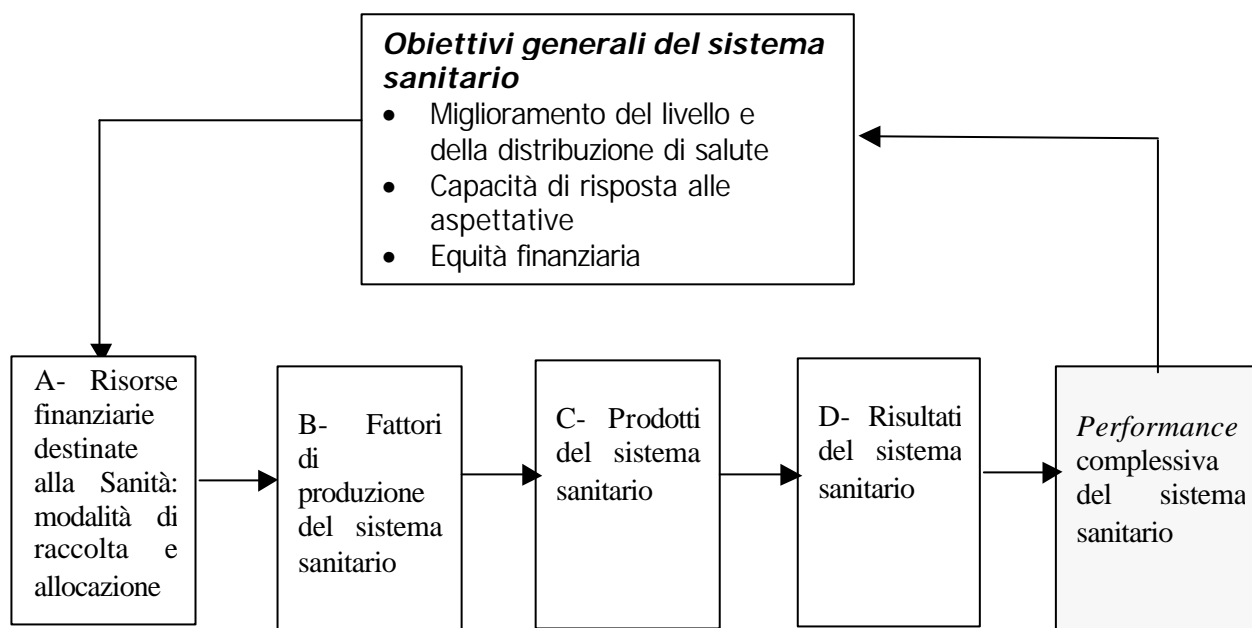 Obiettivi generali del sistema
sanitario
• Miglioramento del livello e
della distribuzione di salute
• Capacità di risposta alle
aspettative
• Equità finanziaria
A- Risorse
finanziarie
destinate
alla Sanità:
modalità di
raccolta e
allocazione
B- Fattori
di
produzione
del sistema
sanitario
C- Prodotti
del sistema
sanitario
D- Risultati
del sistema
sanitario
Performance
complessiva
del sistema
sanitario